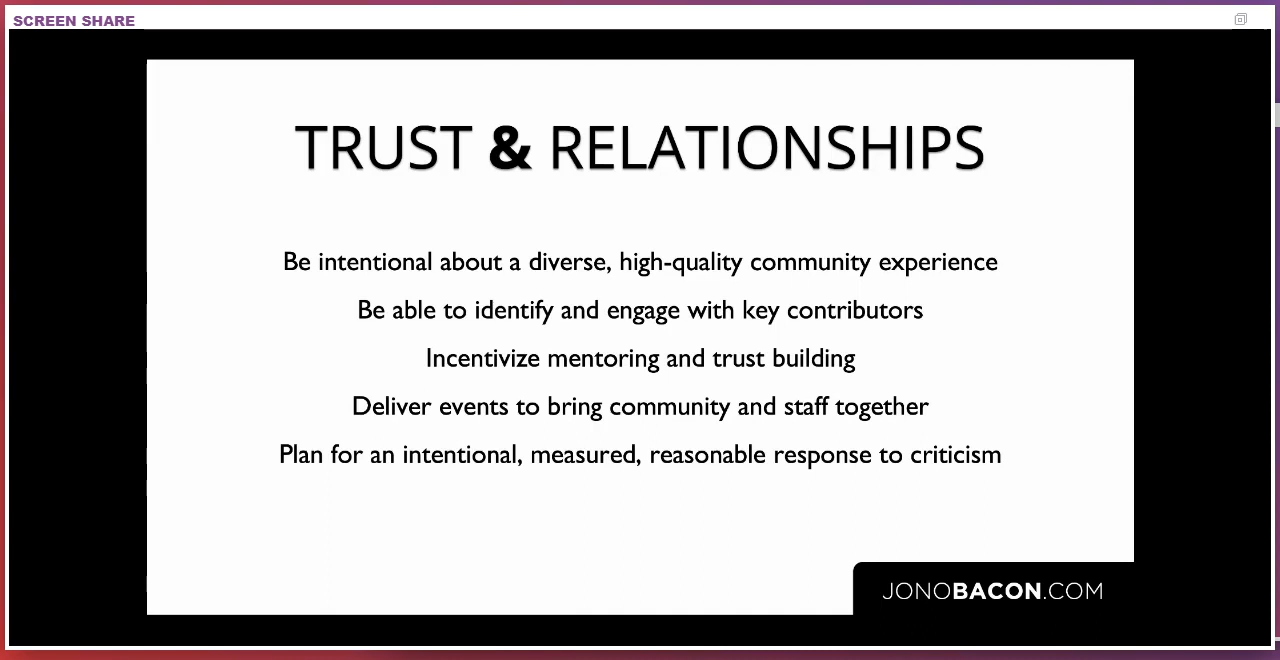 SCREEN SHARE
TRUST & RELATIONSHIPS
Be intentional about a diverse, high-quality community experience
Be able to identify and engage with key contributors
Incentivize mentoring and trust building
Deliver events to bring community and staff together
Plan for an intentional, measured, reasonable response to criticism
JONOBACON.COM